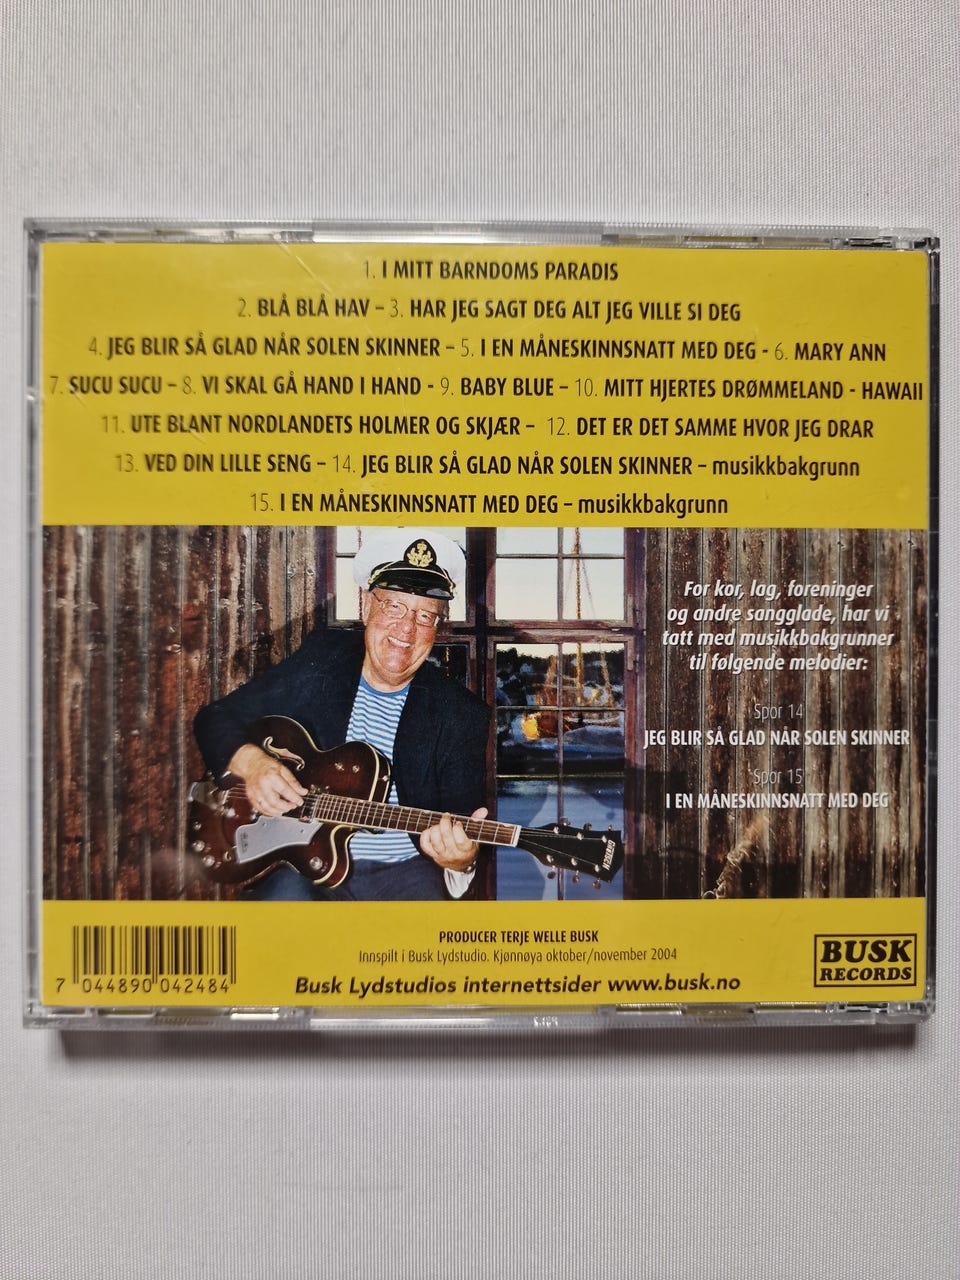 1. I MITT BARNDOMS PARADIS
2. BLÅ BLÅ HAV – 3. HAR JEG SAGT DEG ALT JEG VILLE SI DEG
4. JEG BLIR SÅ GLAD NÅR SOLEN SKINNER – 5. I EN MÅNESKINNSNATT MED DEG - 6. MARY ANN
7. SUCU SUCU – 8. VI SKAL GÅ HAND I HAND - 9. BABY BLUE – 10. MITT HJERTES DRØMMELAND - HAWAII
11. UTE BLANT NORDLANDETS HOLMER OG SKJÆR – 12. DET ER DET SAMME HVOR JEG DRAR
13. VED DIN LILLE SENG – 14. JEG BLIR SÅ GLAD NÅR SOLEN SKINNER – musikkbakgrunn
15. I EN MÅNESKINNSNATT MED DEG – musikkbakgrunn
For kor, lag, foreninger
og andre sangglade, har vi
tatt med musikkbakgrunner
til følgende melodier:
Spor 14
JEG BLIR SÅ GLAD NÅR SOLEN SKINNER
Spor 15
I EN MÅNESKINNSNATT MED DEG
GRETSCH
PRODUCER TERJE WELLE BUSK
Innspilt i Busk Lydstudio. Kjønnøya oktober/november 2004
Busk Lydstudios internettsider www.busk.no
7 044890 042484
BUSK
RECORDS